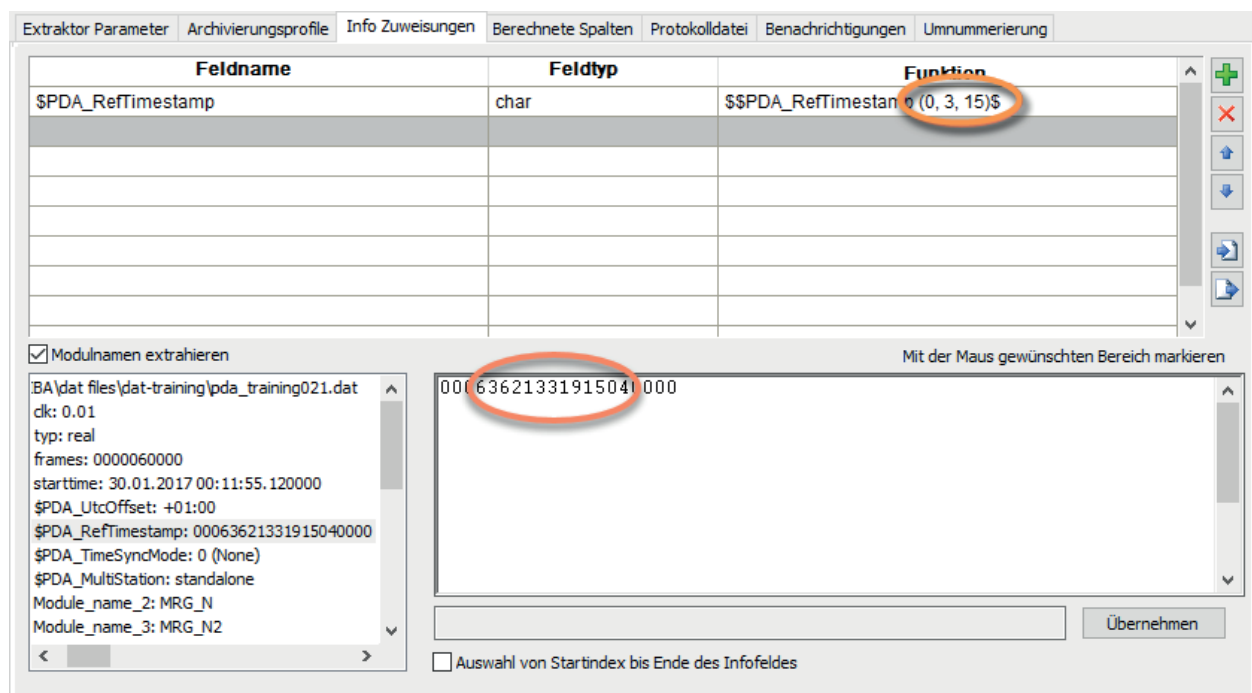 Extraktor Parameter Archivierungsprofile Info Zuweisungen Berechnete Spalten Protokolldatei Benachrichtigungen Umnummerierung
Feldname Feldtyp Funktion
$PDA_RefTimestamp char $$PDA_RefTimestamp (0, 3, 15)$
Modulnamen extrahieren Mit der Maus gewünschten Bereich markieren
:BA\dat files\dat-training\pda_training021.dat
clk: 0.01
typ: real
frames: 0000060000
starttime: 30.01.2017 00:11:55.120000
$PDA_UtcOffset: +01:00
$PDA_RefTimestamp: 00063621331915040000
$PDA_TimeSyncMode: 0 (None)
$PDA_MultiStation: standalone
Module_name_2: MRG_N
Module_name_3: MRG_N2
00063621331915040000
Übernehmen
Auswahl von Startindex bis Ende des Infofeldes